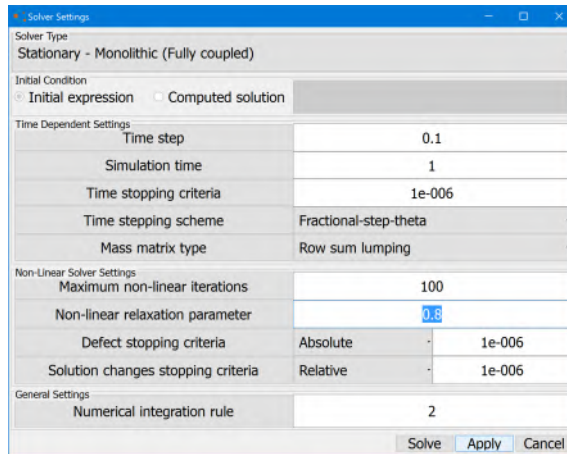 Solver Settings
Solver Type
Stationary - Monolithic (Fully coupled)
Initial Condition
Initial expression Computed solution
Time Dependent Settings
Time step 0.1
Simulation time 1
Time stopping criteria 1e-006
Time stepping scheme Fractional-step-theta
Mass matrix type Row sum lumping
Non-Linear Solver Settings
Maximum non-linear iterations 100
Non-linear relaxation parameter 0.8
Defect stopping criteria Absolute 1e-006
Solution changes stopping criteria Relative 1e-006
General Settings
Numerical integration rule 2
Solve Apply Cancel